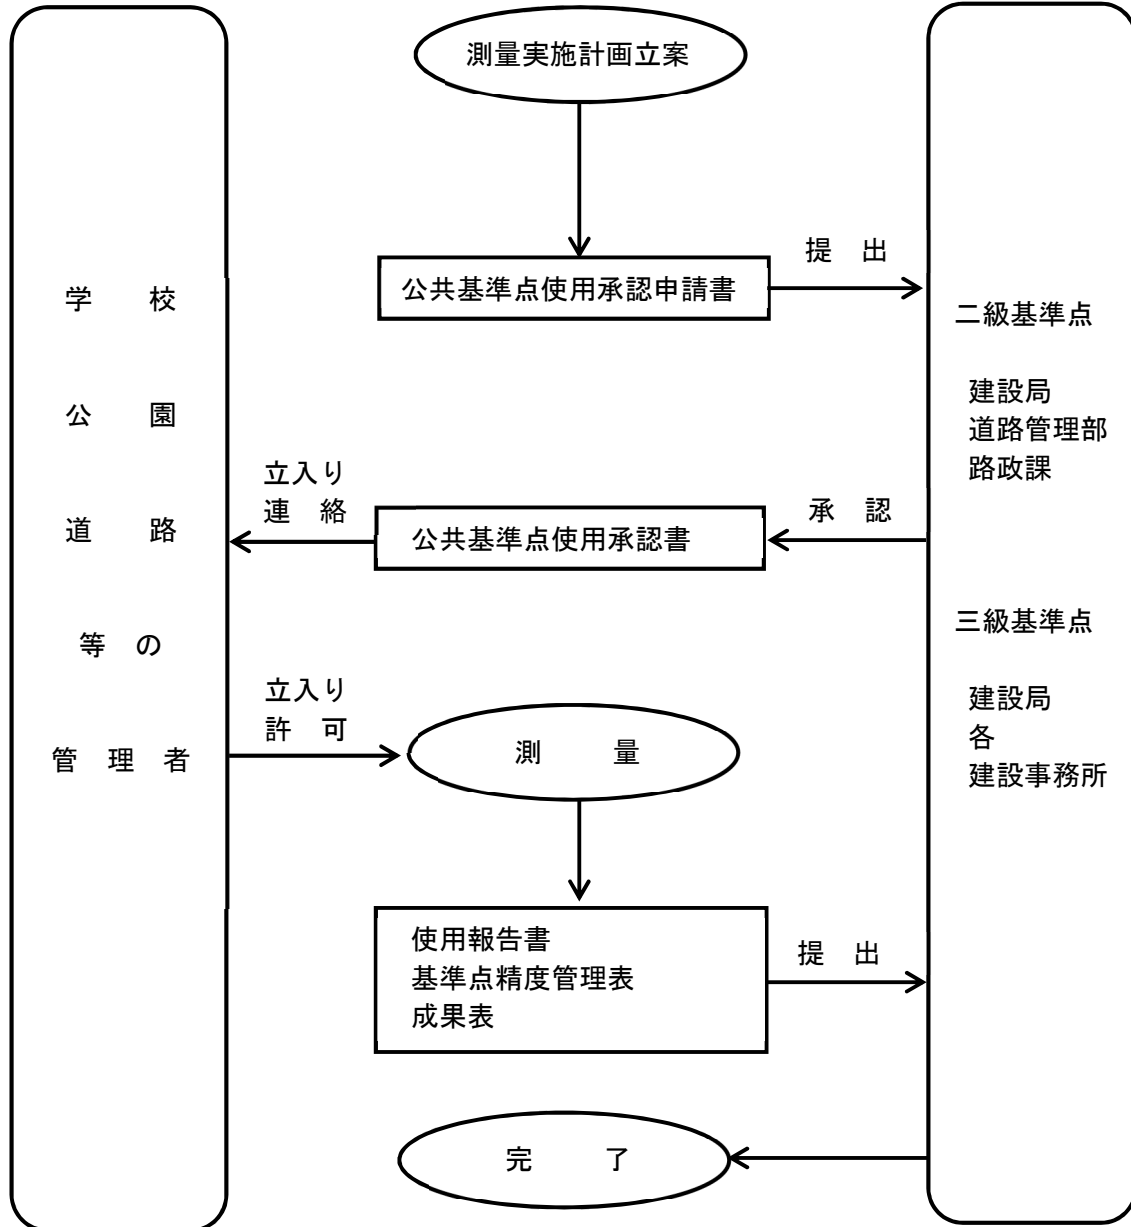 測量実施計画立案
提 出
公共基準点使用承認申請書
学 校
公 園
道 路
等 の
管 理 者
二級基準点
建設局
道路管理部
路政課
立入り
連 絡
公共基準点使用承認書
承 認
三級基準点
建設局
各
建設事務所
立入り
許 可
測 量
使用報告書
基準点精度管理表
成果表
提 出
完 了